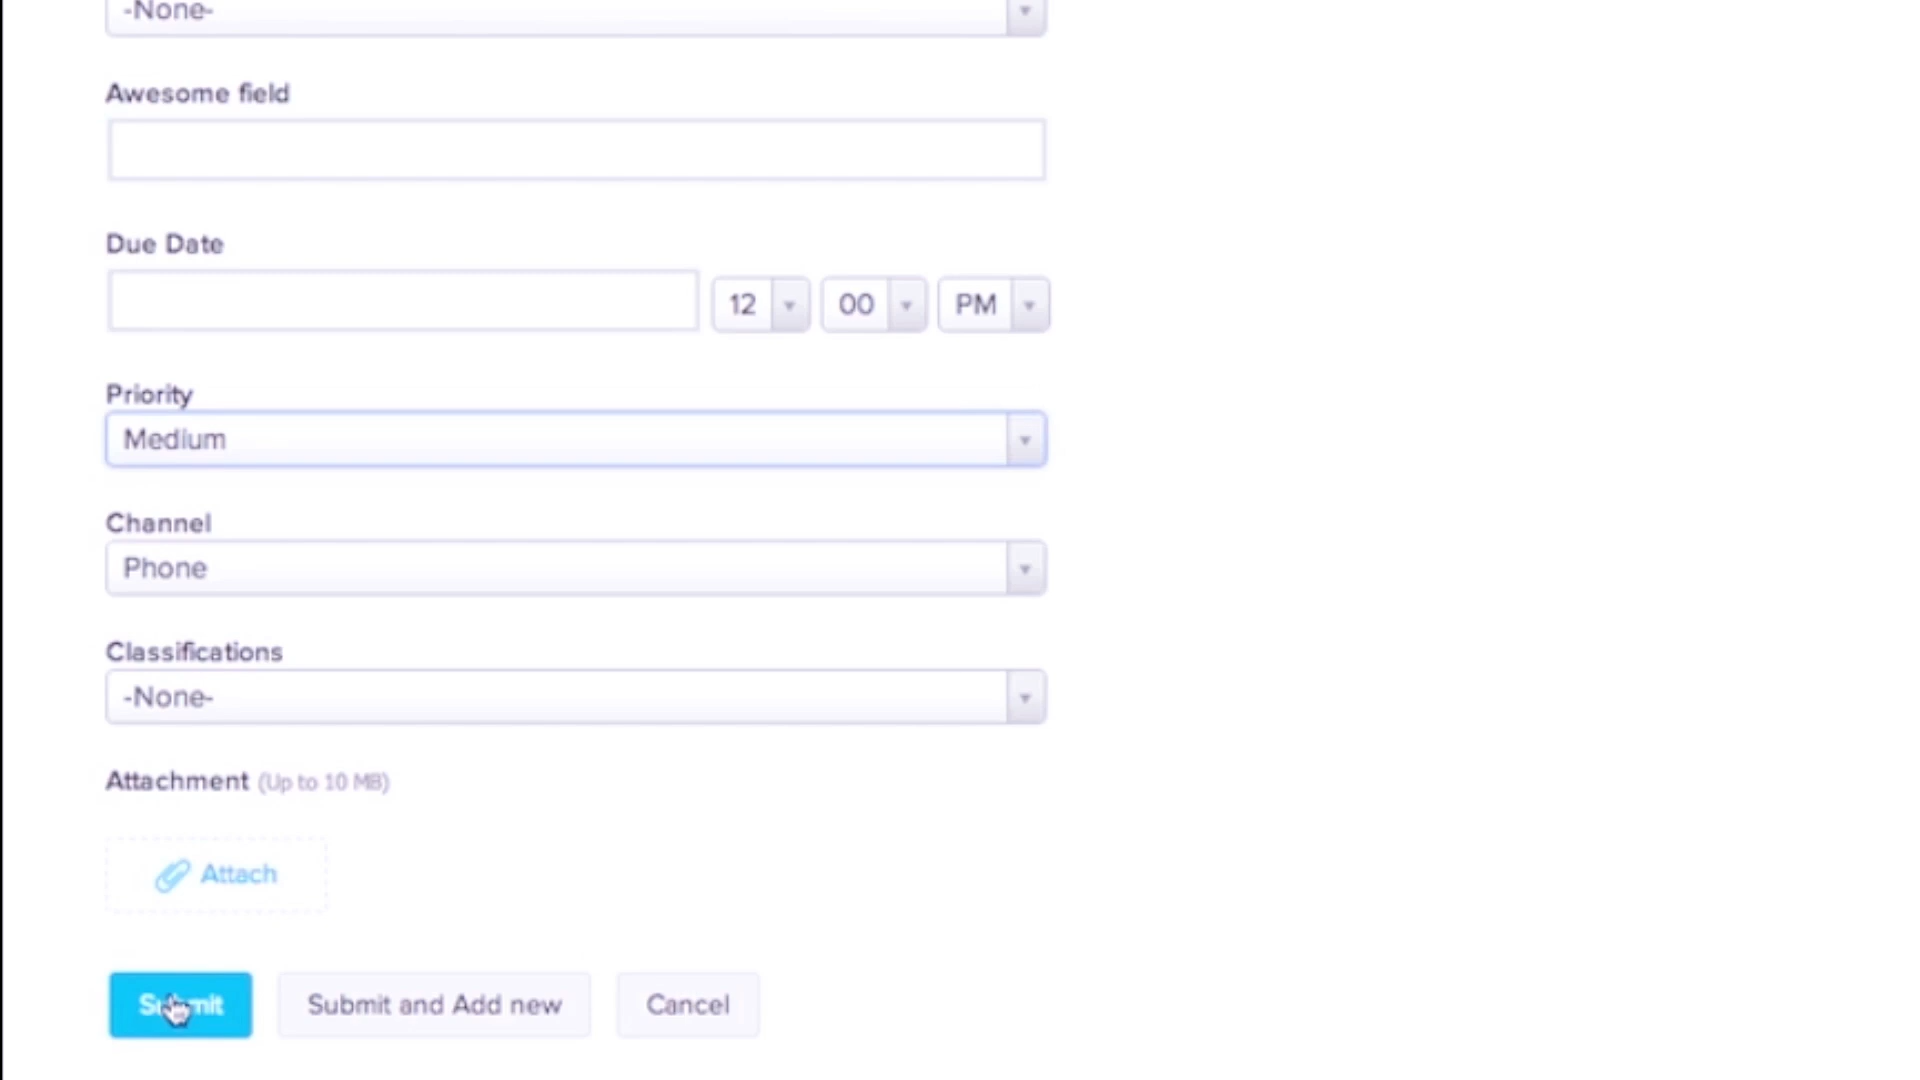 -None-
Awesome field
Due Date
12 00 PM
Priority
Medium
Channel
Phone
Classifications
-None-
Attachment (Up to 10 MB)
Attach
Submit Submit and Add new Cancel